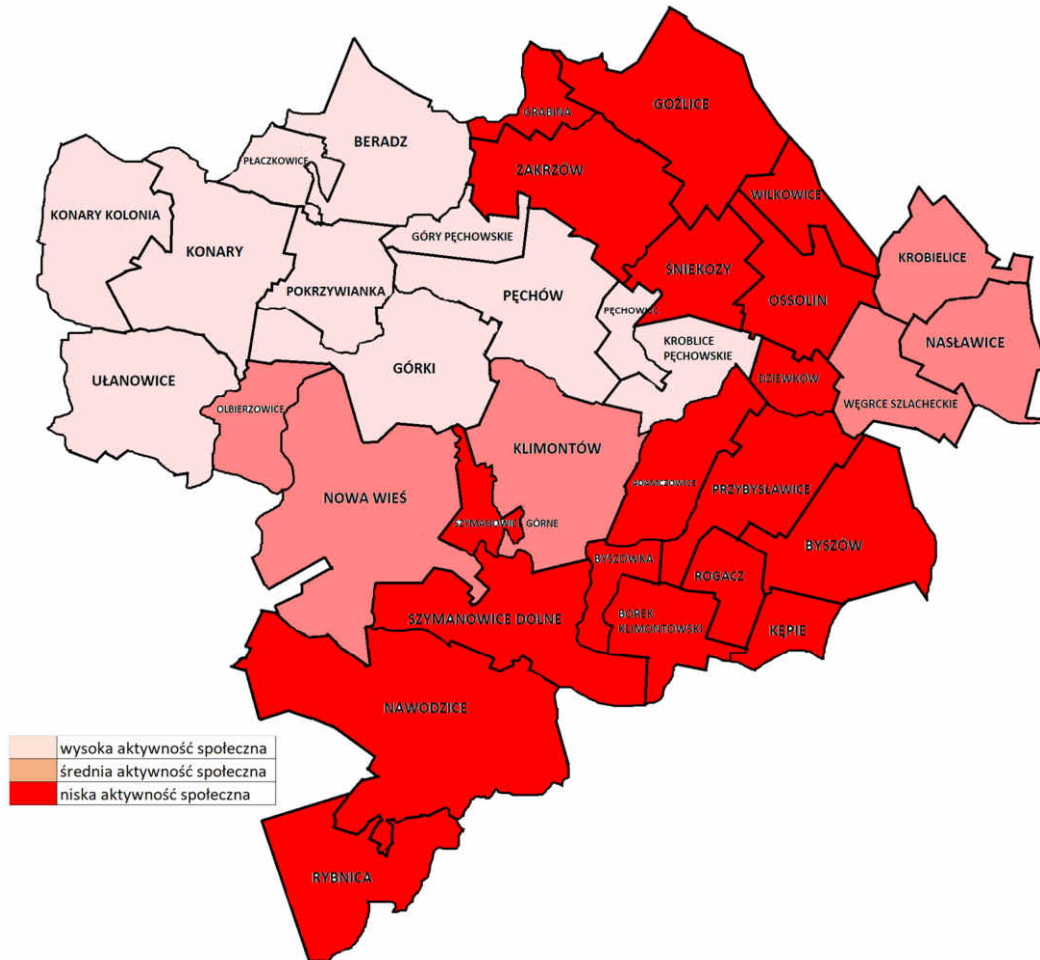 GOŹLICE
GRABINA
BERADZ
PŁACZKOWICE
ZAKRZÓW
WILKOWICE
KONARY KOLONIA
GÓRY PĘCHOWSKIE
KONARY
KROBIELICE
ŚNIEKOZY
POKRZYWIANKA
PĘCHÓW
OSSOLIN
KROBLICE
PĘCHOWSKIE
NASŁAWICE
GÓRKI
UŁANOWICE
DZIEWKÓW
WĘGRCE SZLACHECKIE
OLBIERZOWICE
KLIMONTÓW
NOWA WIEŚ
PRZYBYSŁAWICE
GÓRNE
BYSZÓW
BYSZÓWKA
ROGACZ
SZYMANOWICE DOLNE
BOREK
KLIMONTOWSKI
KĘPIE
NAWODZICE
wysoka aktywność społeczna
średnia aktywność społeczna
niska aktywność społeczna
RYBNICA